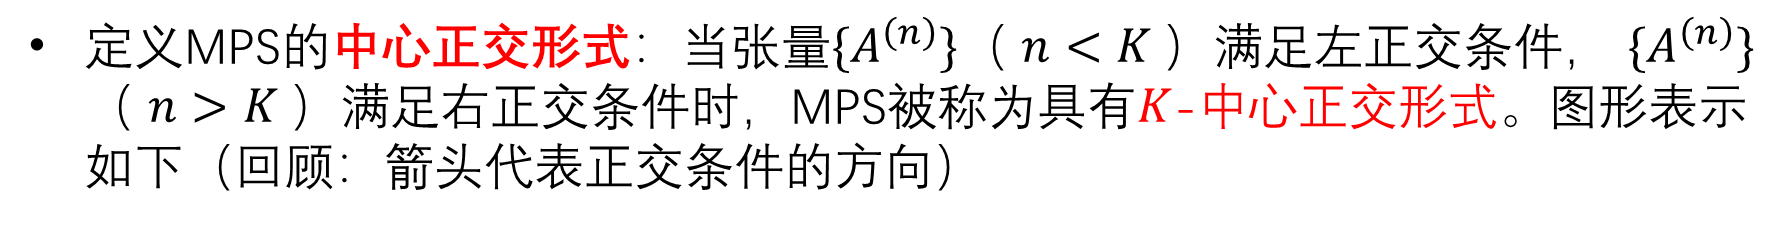 • 定义MPS的中心正交形式：当张量{A^(n)}（n < K）满足左正交条件，{A^(n)}
（n > K）满足右正交条件时，MPS被称为具有K-中心正交形式。图形表示
如下（回顾：箭头代表正交条件的方向）